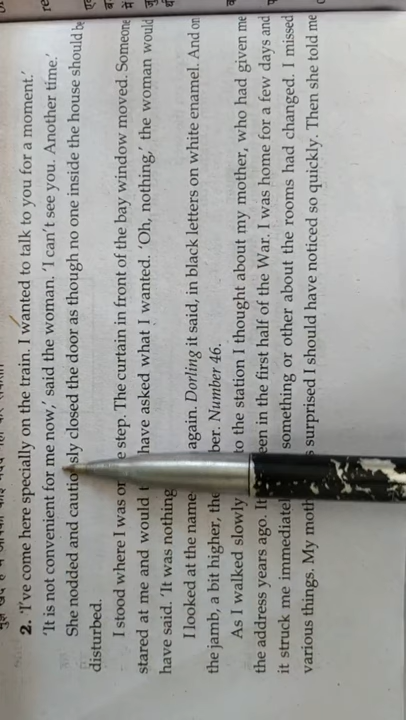 2. 'I've come here specially on the train. I wanted to talk to you for a moment.'
'It is not convenient for me now,' said the woman. 'I can't see you. Another time.'
She nodded and cautiously closed the door as though no one inside the house should be
disturbed.
I stood where I was on e step. The curtain in front of the bay window moved. Someone
stared at me and would have asked what I wanted. 'Oh, nothing,' the woman would
have said. 'It was nothing
I looked at the name- again. Dorling it said, in black letters on white enamel. And on
the jamb, a bit higher, the ber. Number 46.
As I walked slowly to the station I thought about my mother, who had given me
the address years ago. It een in the first half of the War. I was home for a few days and
it struck me immediatel something or other about the rooms had changed. I missed
various things. My moth s surprised I should have noticed so quickly. Then she told me